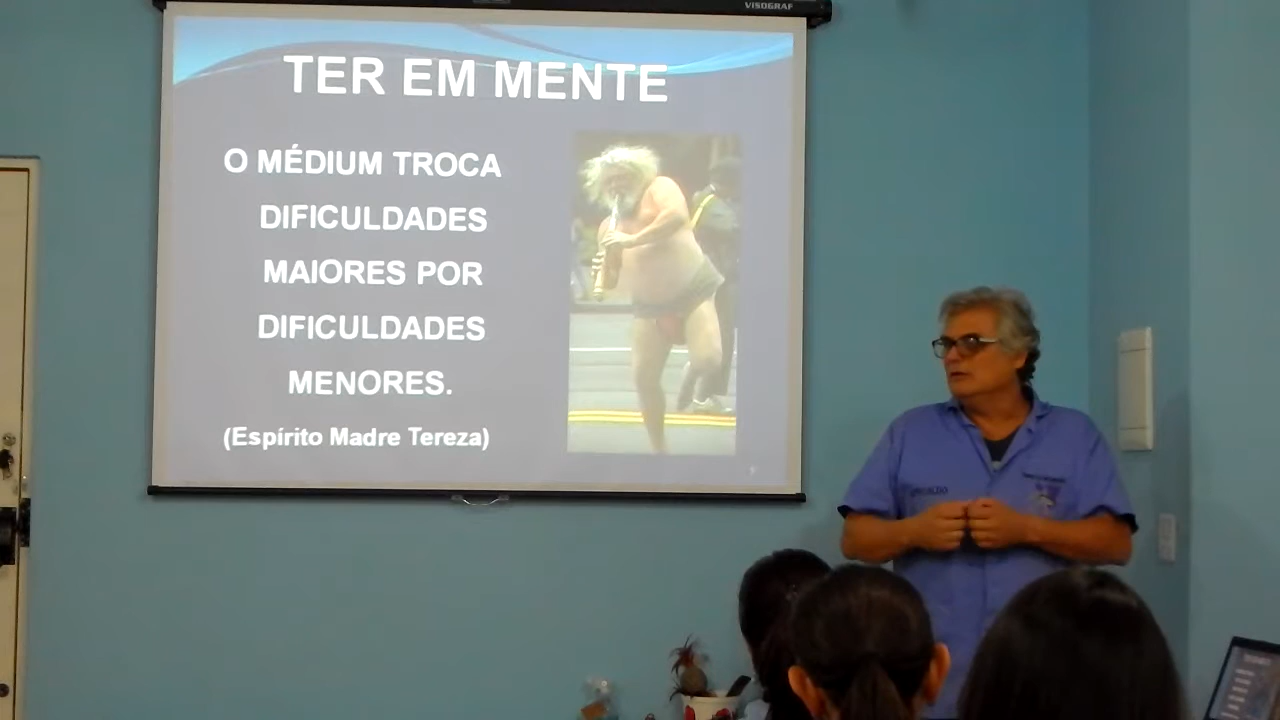 VISOGRAF
TER EM MENTE
O MÉDIUM TROCA
DIFICULDADES
MAIORES POR
DIFICULDADES
MENORES.
(Espírito Madre Tereza)